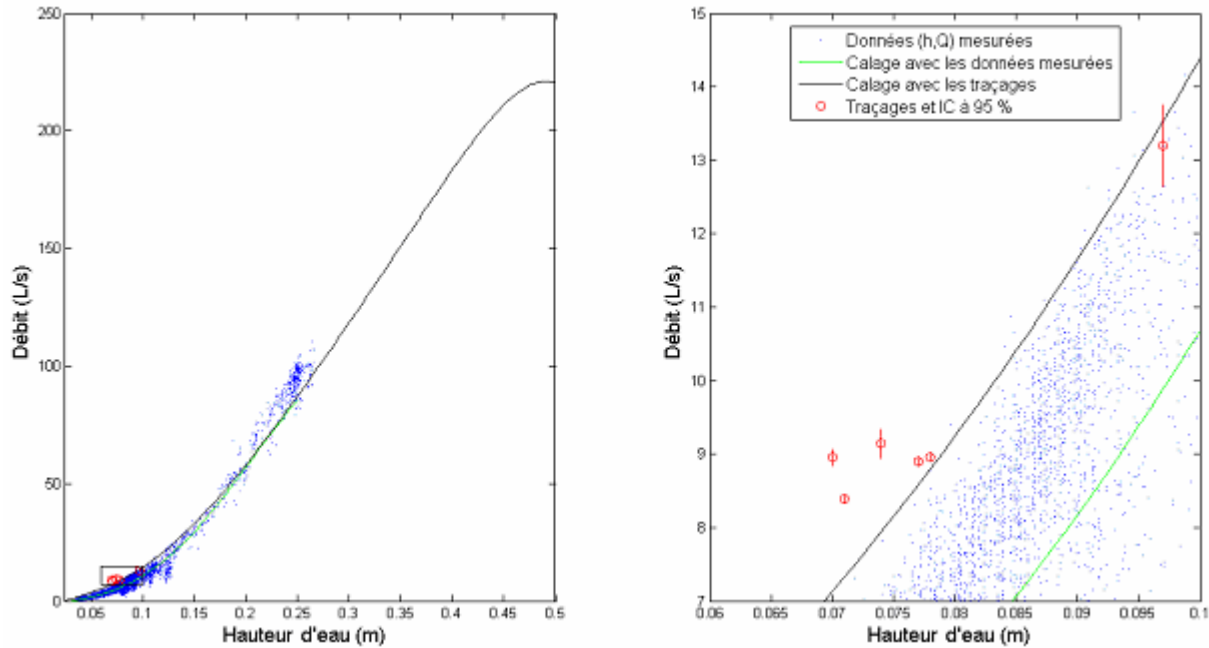 250
200
150
100
50
0
0.05 0.1 0.15 0.2 0.25 0.3 0.35 0.4 0.45 0.5
Débit (L/s)
Hauteur d'eau (m)
15
14
13
12
11
10
9
8
7
0.06 0.065 0.07 0.075 0.08 0.085 0.09 0.095 0.1
Débit (L/s)
Hauteur d'eau (m)
Données (h,Q) mesurées
Calage avec les données mesurées
Calage avec les traçages
Traçages et IC à 95 %